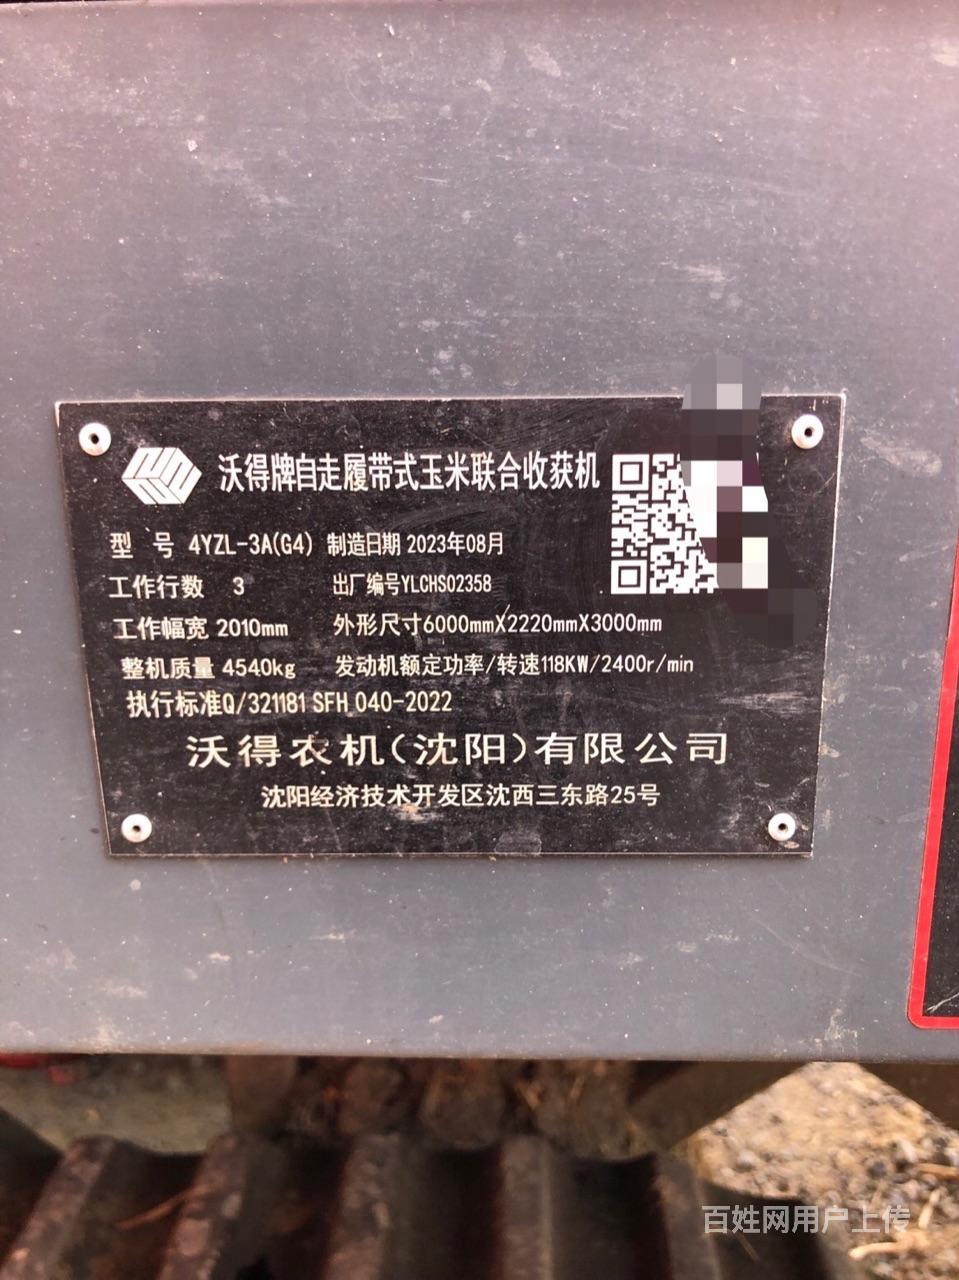 沃得牌自走履带式玉米联合收获机
型 号 4YZL-3A(G4) 制造日期 2023年08月
工作行数 3 出厂编号YLCHS02358
工作幅宽 2010mm 外形尺寸6000mmX2220mmX3000mm
整机质量 4540kg 发动机额定功率/转速118KW/2400r/min
执行标准Q/321181 SFH 040-2022
沃得农机(沈阳)有限公司
沈阳经济技术开发区沈西三东路25号
百姓网用户上传